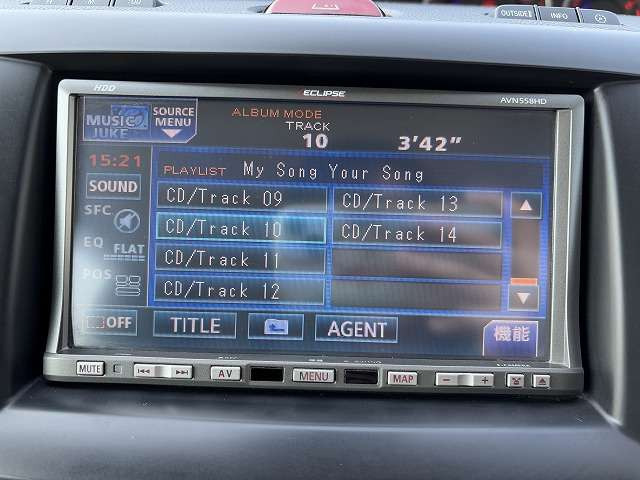 OUTSIDE INFO
HDD ECLIPSE AVN558HD
MUSIC JUKE
SOURCE MENU
ALBUM MODE
TRACK
10 3'42"
15:21
PLAYLIST My Song Your Song
SOUND
CD/Track 09 CD/Track 13
SFC
CD/Track 10 CD/Track 14
EQ FLAT
CD/Track 11
POS
CD/Track 12
OFF TITLE AGENT 機能
MUTE AV MENU MAP